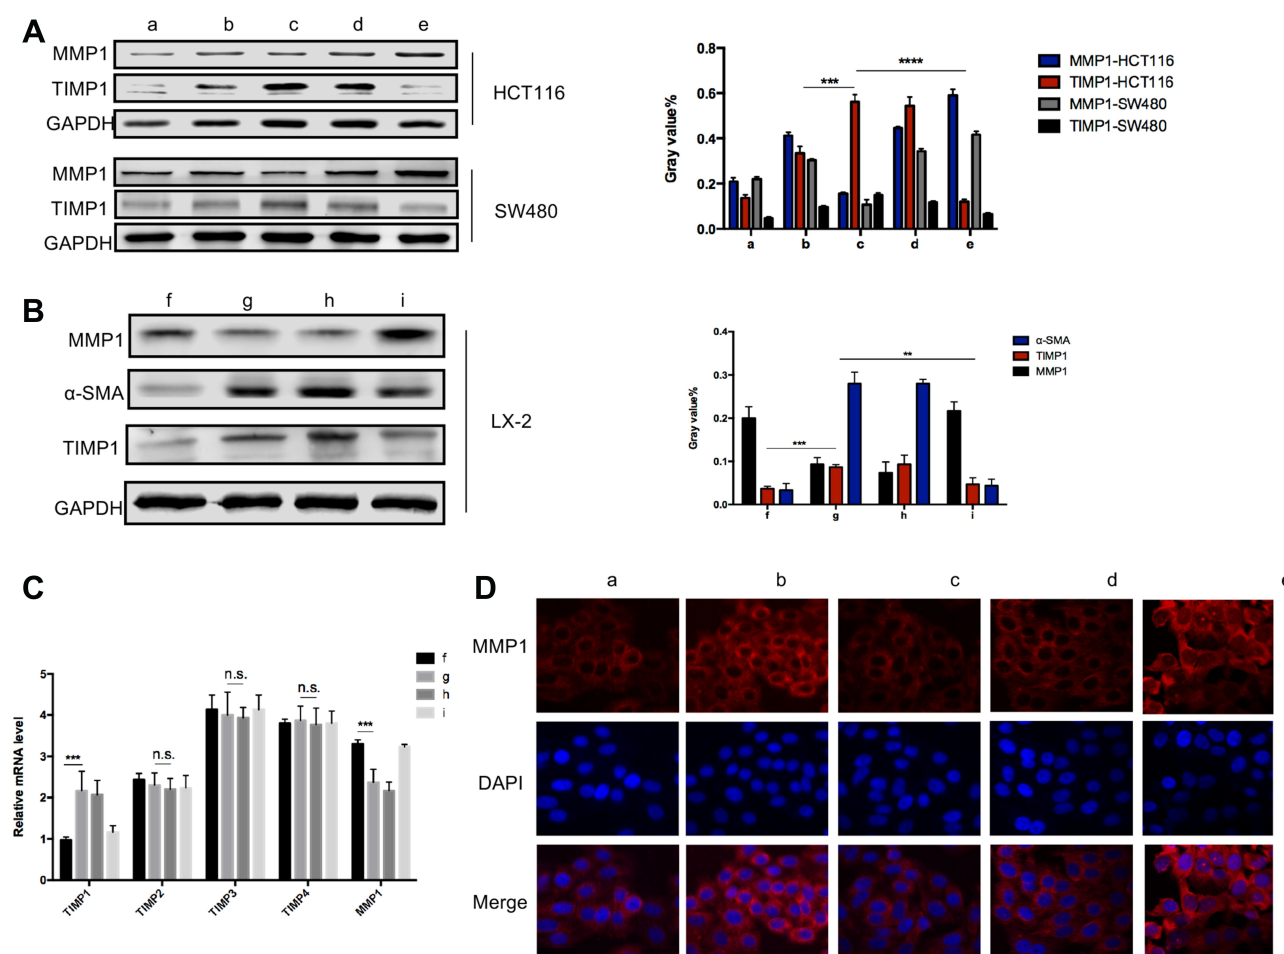 A
a b c d e
MMP1
TIMP1
GAPDH
HCT116
MMP1
TIMP1
GAPDH
SW480
0.8
0.6
0.4
0.2
0.0
Gray value%
***
****
a b c d e
MMP1-HCT116
TIMP1-HCT116
MMP1-SW480
TIMP1-SW480
B
f g h i
MMP1
α-SMA
TIMP1
GAPDH
LX-2
0.4
0.3
0.2
0.1
0.0
Gray value%
***
**
f g h i
α-SMA
TIMP1
MMP1
C
5
4
3
2
1
0
Relative mRNA level
***
n.s.
n.s.
n.s.
***
TIMP1 TIMP2 TIMP3 TIMP4 MMP1
f
g
h
i
D
a b c d e
MMP1
DAPI
Merge